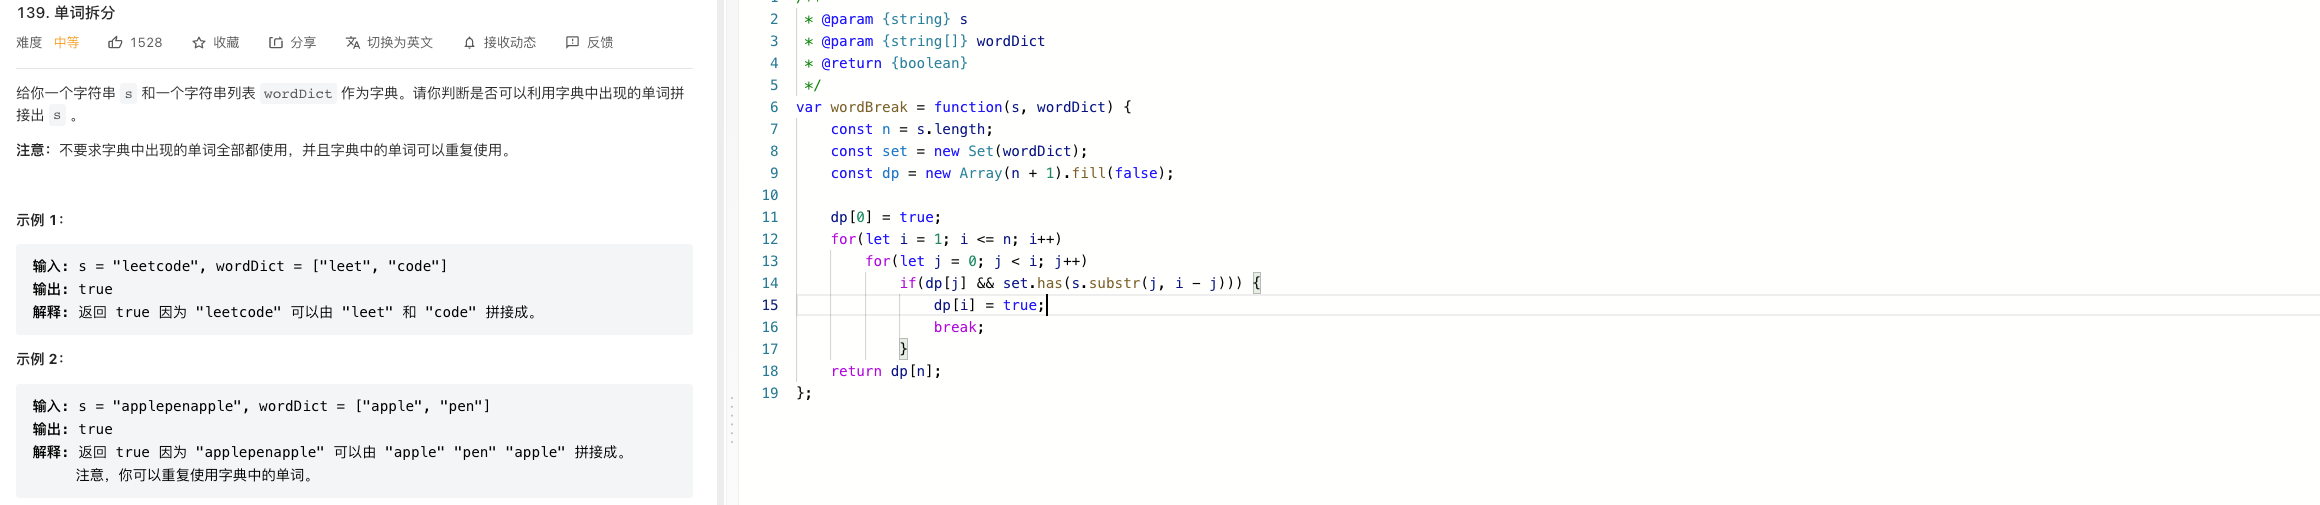 139. 单词拆分
难度 中等 1528 收藏 分享 切换为英文 接收动态 反馈
给你一个字符串 s 和一个字符串列表 wordDict 作为字典。请你判断是否可以利用字典中出现的单词拼
接出 s 。
注意：不要求字典中出现的单词全部都使用，并且字典中的单词可以重复使用。
示例 1：
输入: s = "leetcode", wordDict = ["leet", "code"]
输出: true
解释: 返回 true 因为 "leetcode" 可以由 "leet" 和 "code" 拼接成。
示例 2：
输入: s = "applepenapple", wordDict = ["apple", "pen"]
输出: true
解释: 返回 true 因为 "applepenapple" 可以由 "apple" "pen" "apple" 拼接成。
注意，你可以重复使用字典中的单词。
2 * @param {string} s
3 * @param {string[]} wordDict
4 * @return {boolean}
5 */
6 var wordBreak = function(s, wordDict) {
7 const n = s.length;
8 const set = new Set(wordDict);
9 const dp = new Array(n + 1).fill(false);
10
11 dp[0] = true;
12 for(let i = 1; i <= n; i++)
13 for(let j = 0; j < i; j++)
14 if(dp[j] && set.has(s.substr(j, i - j))) {
15 dp[i] = true;
16 break;
17 }
18 return dp[n];
19 };